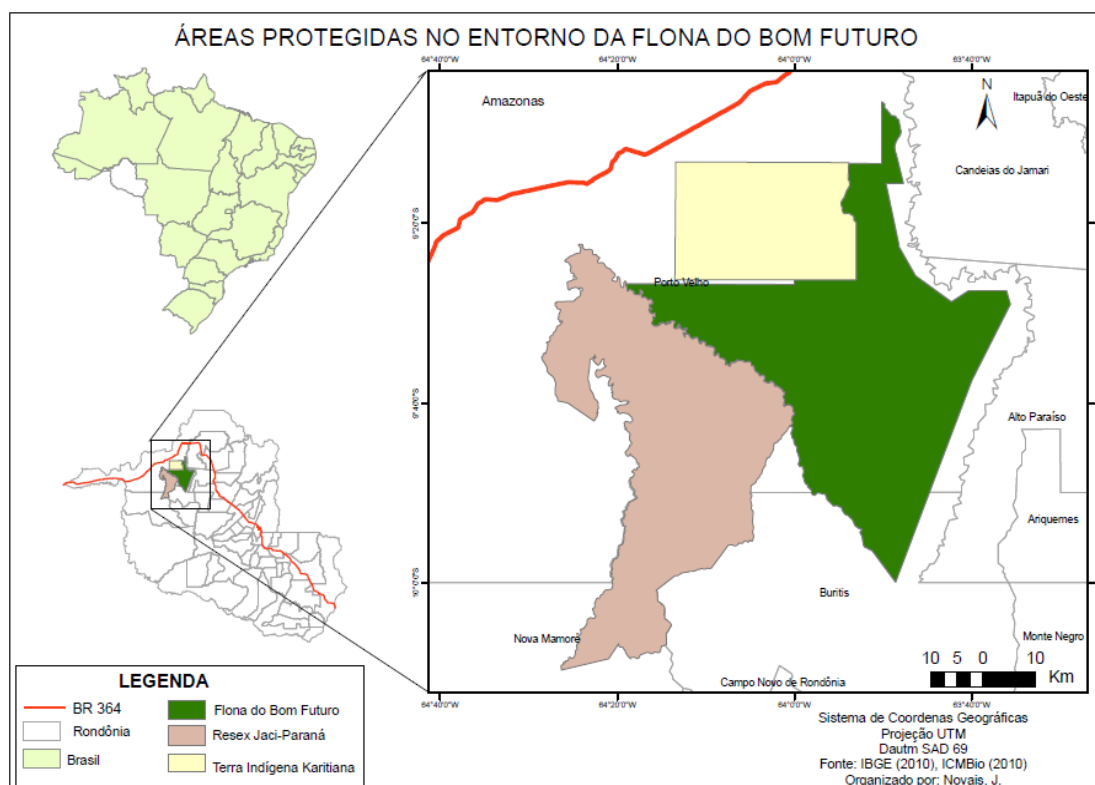 ÁREAS PROTEGIDAS NO ENTORNO DA FLONA DO BOM FUTURO
64°40'0"W
64°20'0"W
64°0'0"W
63°40'0"W
Amazonas
N
Itapuã do Oeste
Candeias do Jamari
9°20'0"S
Porto Velho
9°40'0"S
Alto Paraíso
Ariquemes
10°0'0"S
Buritis
Nova Mamoré
Monte Negro
10 5 0 10
Km
Campo Novo de Rondônia
64°40'0"W
64°20'0"W
64°0'0"W
63°40'0"W
LEGENDA
BR 364
Rondônia
Brasil
Flona do Bom Futuro
Resex Jaci-Paraná
Terra Indígena Karitiana
Sistema de Coordenas Geográficas
Projeção UTM
Dautm SAD 69
Fonte: IBGE (2010), ICMBio (2010)
Organizado por: Novais, J.